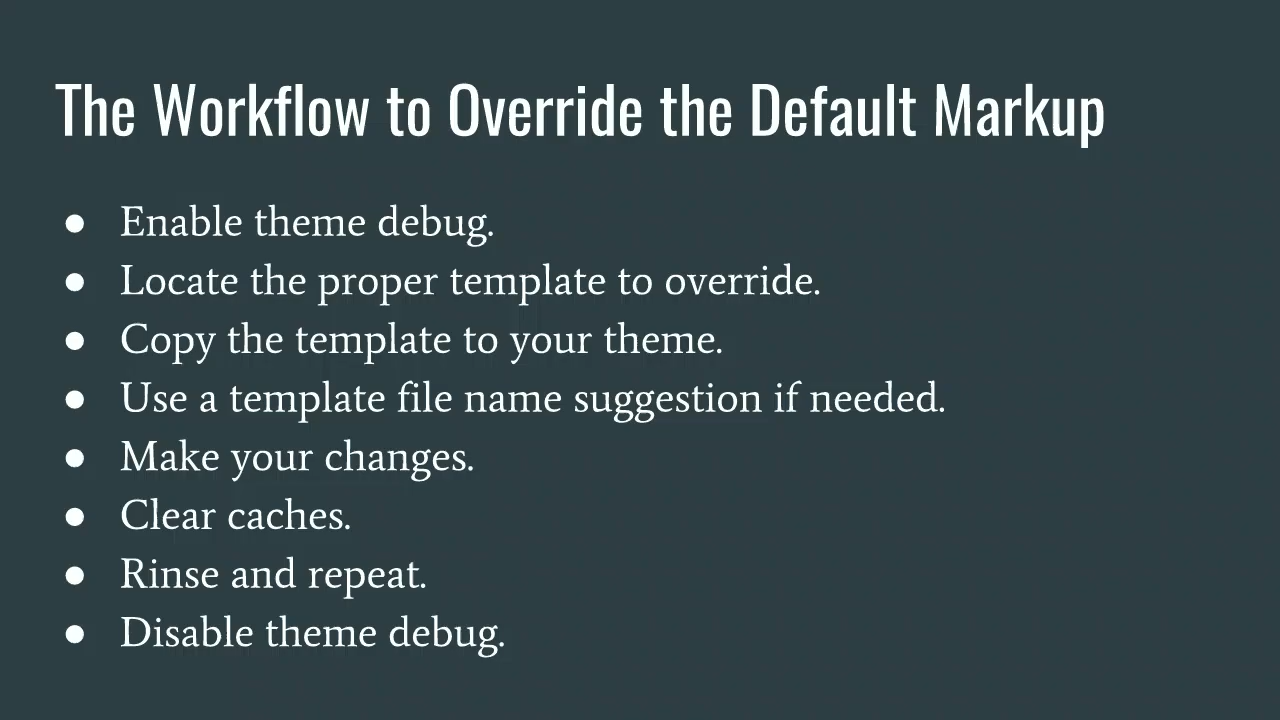 The Workflow to Override the Default Markup
● Enable theme debug.
● Locate the proper template to override.
● Copy the template to your theme.
● Use a template file name suggestion if needed.
● Make your changes.
● Clear caches.
● Rinse and repeat.
● Disable theme debug.